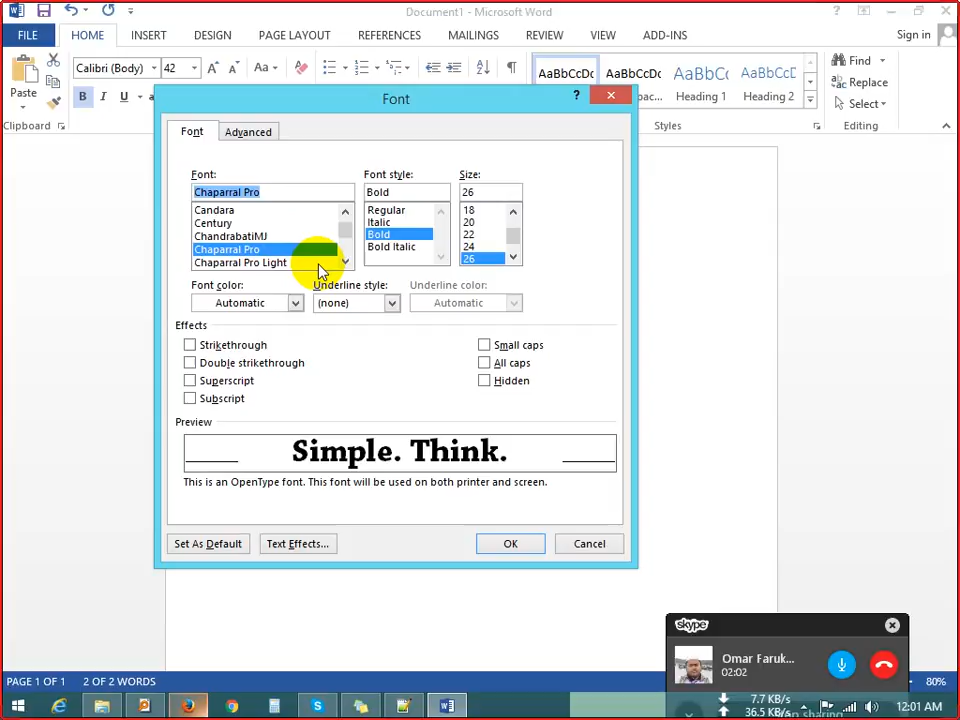 Document1 - Microsoft Word
?
FILE HOME INSERT DESIGN PAGE LAYOUT REFERENCES MAILINGS REVIEW VIEW ADD-INS Sign in
Calibri (Body) 42 Aa AaBbCcDc AaBbCcDc AaBbCcD AaBbCcD Find
Paste B I U Heading 1 Heading 2 Replace
Select
Clipboard Styles Editing
Font ?
Font Advanced
Font: Font style: Size:
Chaparral Pro Bold 26
Candara Regular 18
Century Italic 20
ChandrabatiMJ Bold 22
Chaparral Pro Bold Italic 24
Chaparral Pro Light 26
Font color: Underline style: Underline color:
Automatic (none) Automatic
Effects
Strikethrough Small caps
Double strikethrough All caps
Superscript Hidden
Subscript
Preview
Simple. Think.
This is an OpenType font. This font will be used on both printer and screen.
Set As Default Text Effects... OK Cancel
skype
Omar Faruk...
02:02
PAGE 1 OF 1 2 OF 2 WORDS 80%
7.7 KB/s
36.5 KB/s
12:01 AM